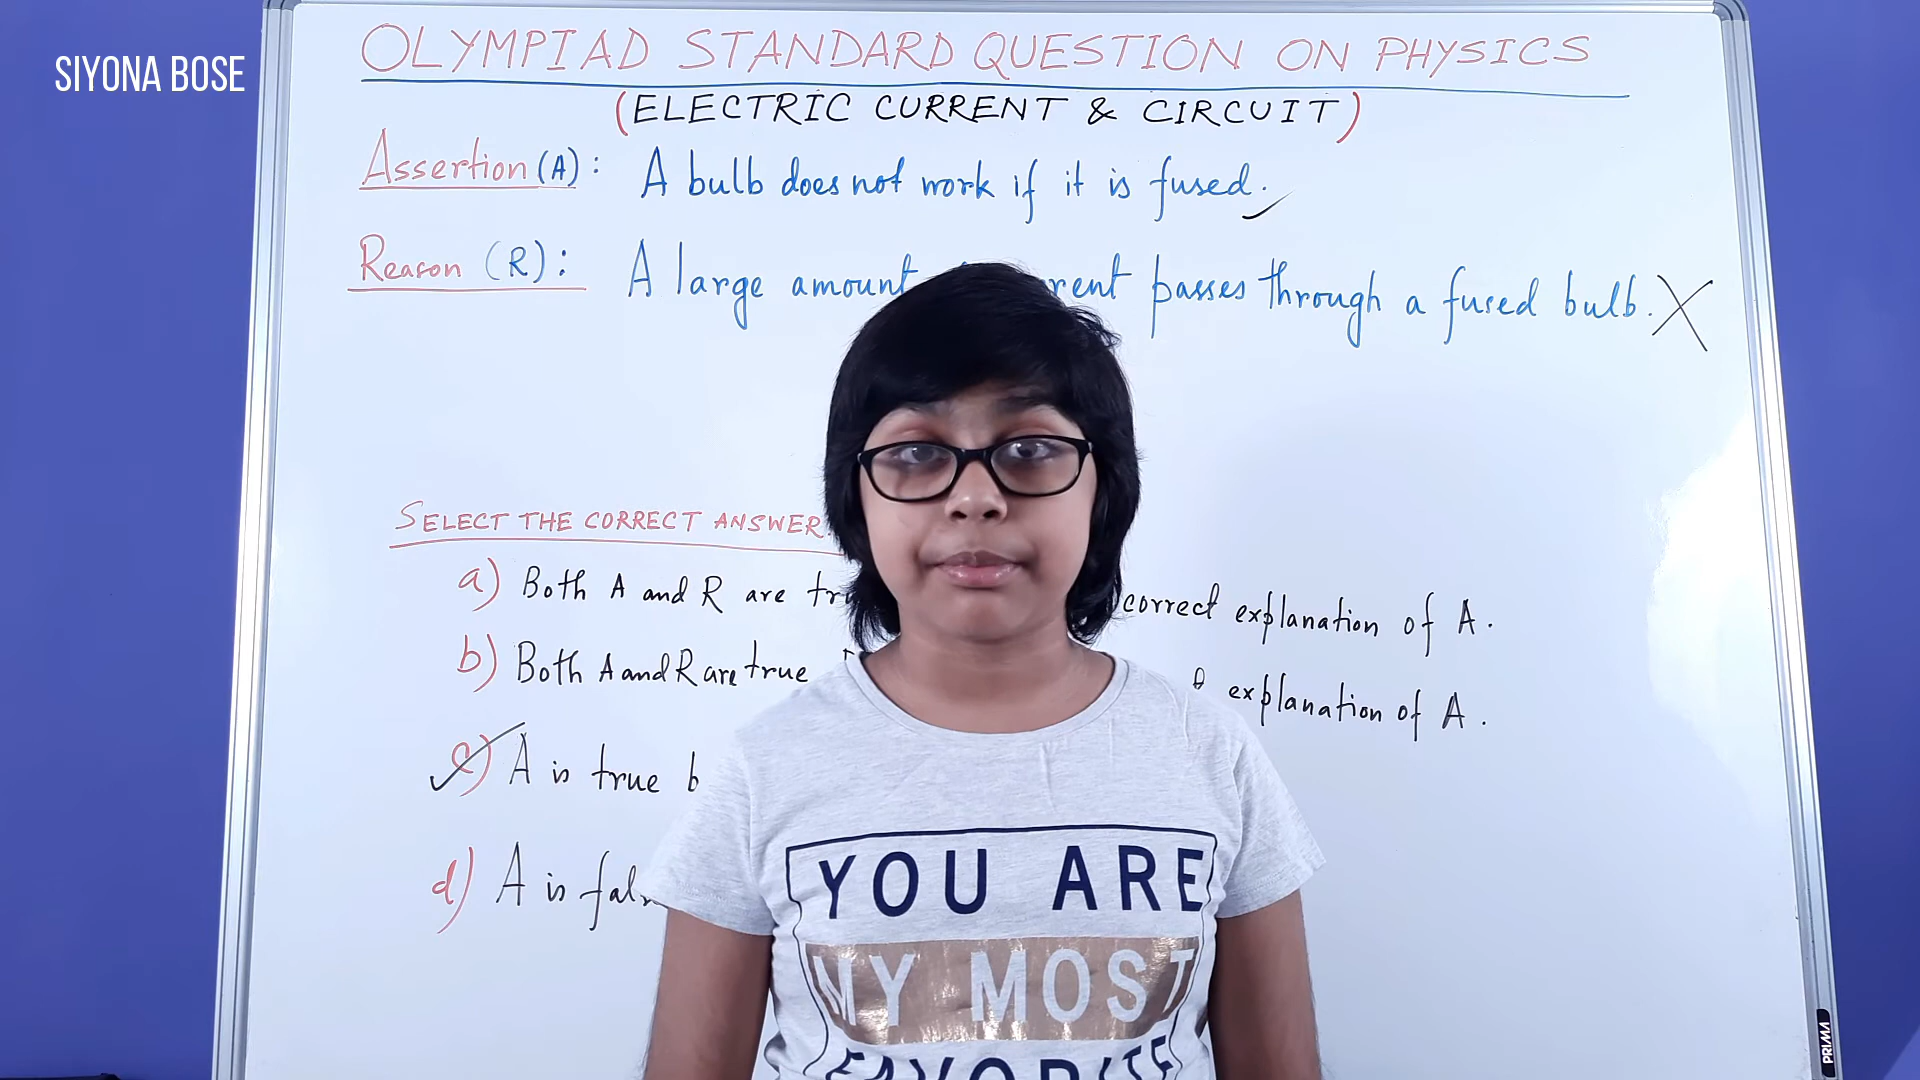 SIYONA BOSE
OLYMPIAD STANDARD QUESTION ON PHYSICS
(ELECTRIC CURRENT & CIRCUIT)
Assertion (A): A bulb does not work if it is fused.
Reason (R): A large amount passes through a fused bulb. X
SELECT THE CORRECT ANSWER:
a) Both A and R are correct explanation of A.
b) Both A and R are true explanation of A.
c) A is true
d) A is
YOU ARE
MY MOST
FAVORITE
PRIMA